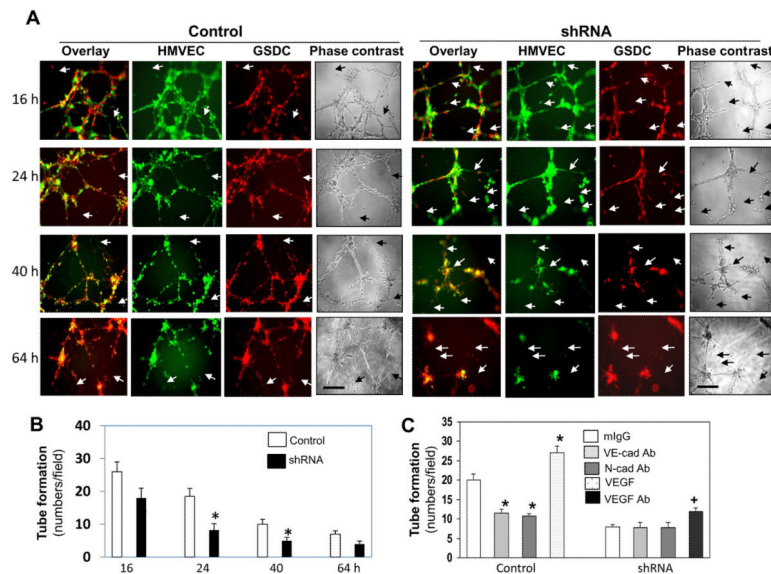 A
Control
shRNA
Overlay HMVEC GSDC Phase contrast
Overlay HMVEC GSDC Phase contrast
16 h
24 h
40 h
64 h
B
Tube formation
(numbers/field)
40
30
20
10
0
Control
shRNA
* *
16 24 40 64 h
C
Tube formation
(numbers/field)
35
30
25
20
15
10
5
0
mIgG
VE-cad Ab
N-cad Ab
VEGF
VEGF Ab
* * *
+
Control shRNA